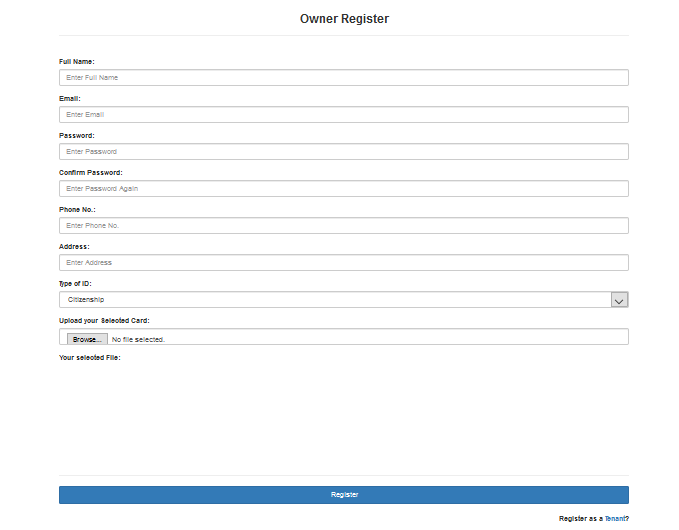 Owner Register
Full Name:
Enter Full Name
Email:
Enter Email
Password:
Enter Password
Confirm Password:
Enter Password Again
Phone No.:
Enter Phone No.
Address:
Enter Address
Type of ID:
Citizenship
Upload your Selected Card:
Browse... No file selected.
Your selected File:
Register
Register as a Tenant?